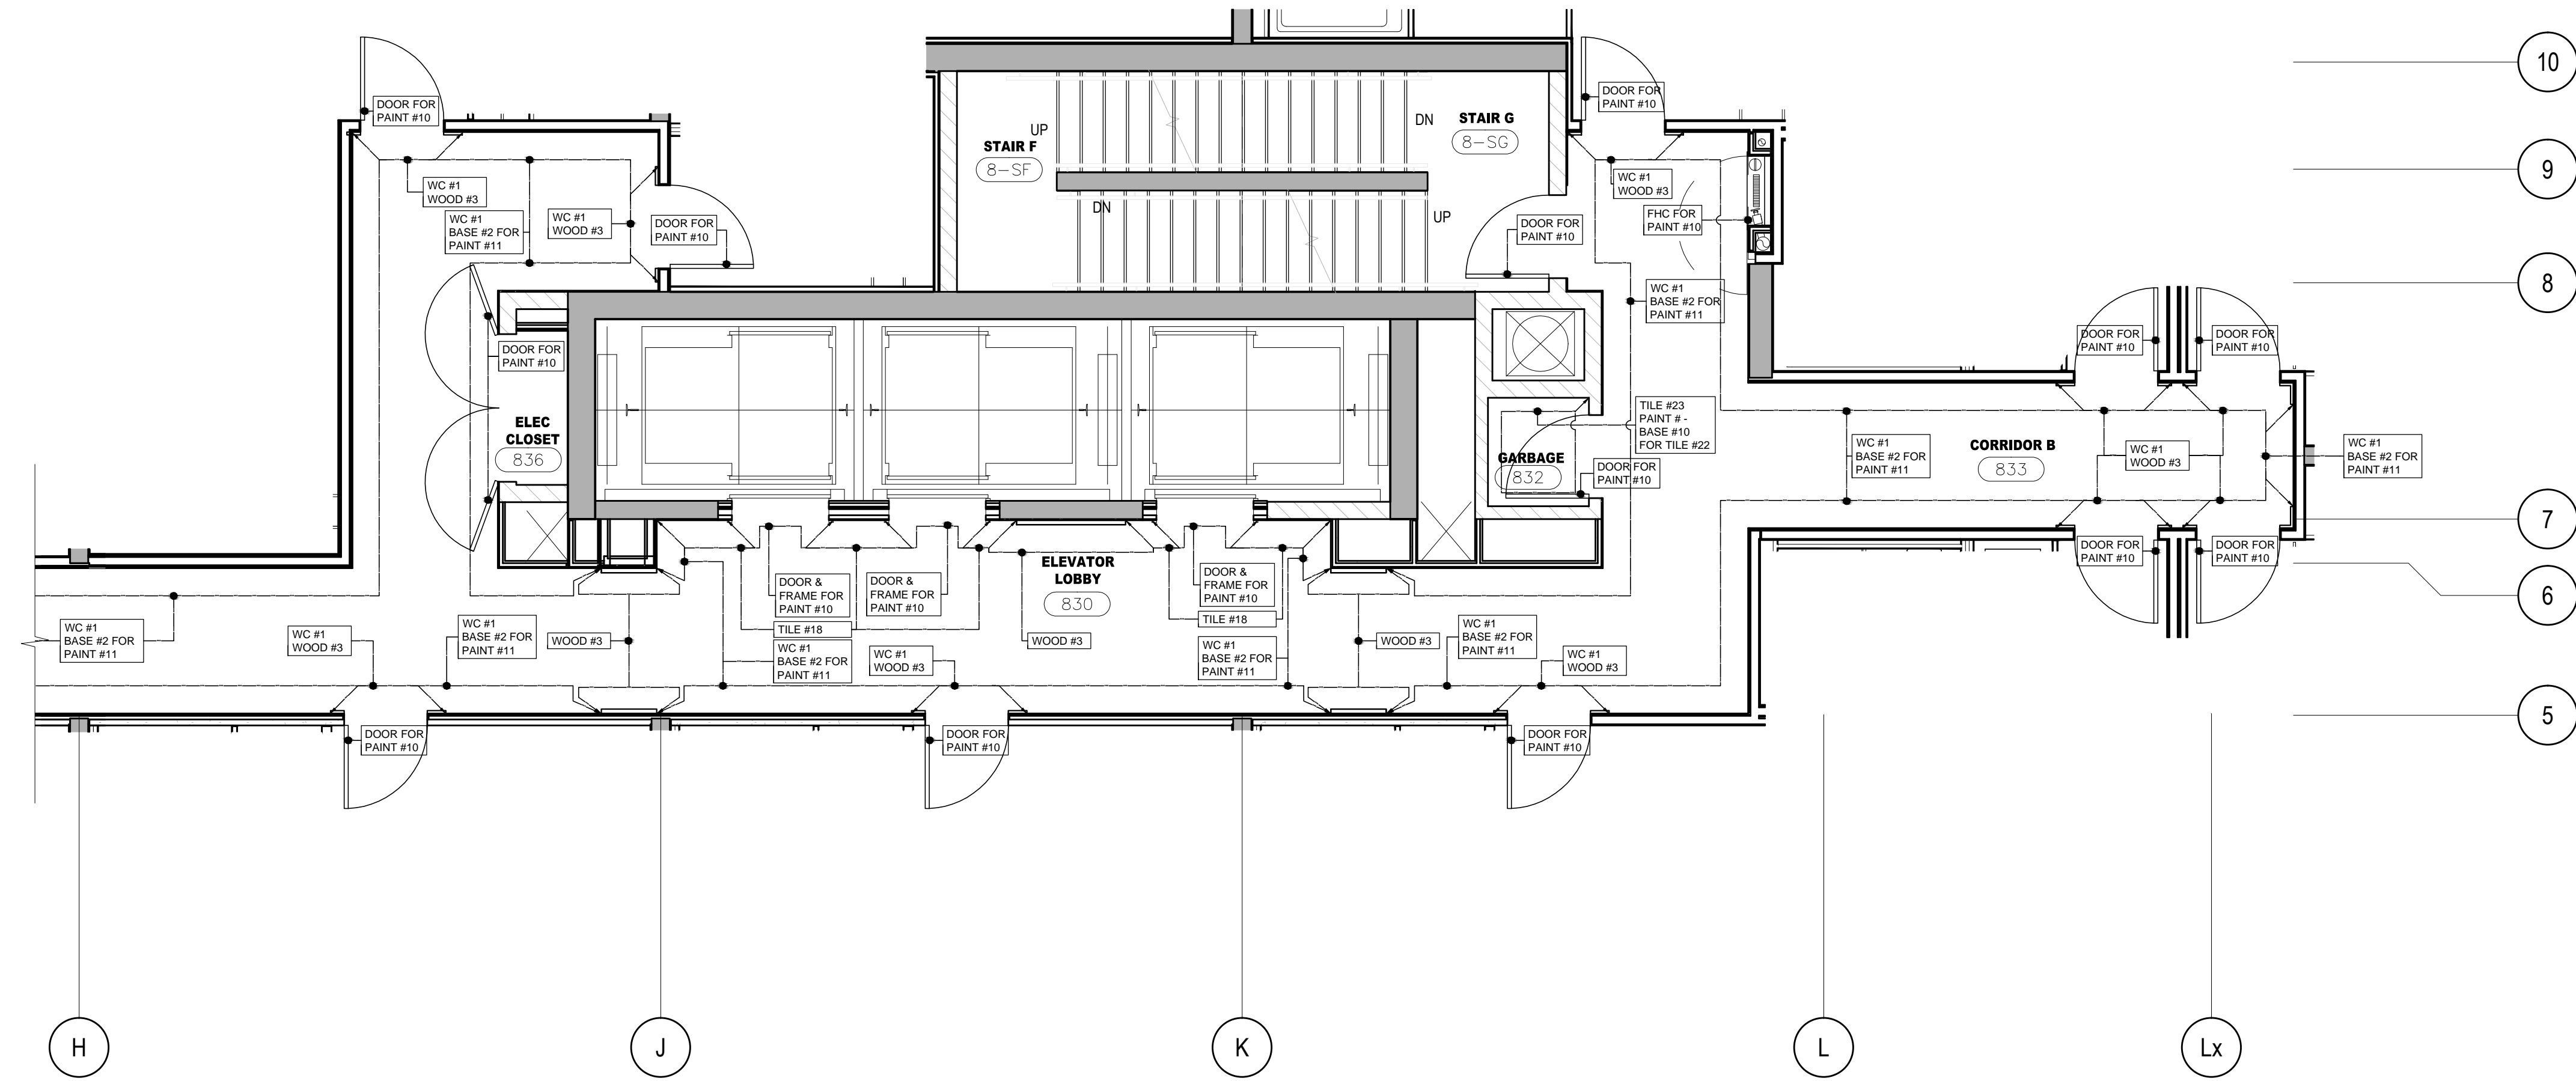 10
DOOR FOR
PAINT #10
DOOR FOR
PAINT #10
UP
STAIR F
8-SF
DN
STAIR G
8-SG
DN
UP
9
WC #1
WOOD #3
WC #1
BASE #2 FOR
PAINT #11
WC #1
WOOD #3
DOOR FOR
PAINT #10
DOOR FOR
PAINT #10
WC #1
WOOD #3
FHC FOR
PAINT #10
8
WC #1
BASE #2 FOR
PAINT #11
DOOR FOR
PAINT #10
DOOR FOR
PAINT #10
DOOR FOR
PAINT #10
ELEC
CLOSET
836
TILE #23
PAINT # -
BASE #10
FOR TILE #22
GARBAGE
832
DOOR FOR
PAINT #10
WC #1
BASE #2 FOR
PAINT #11
CORRIDOR B
833
WC #1
WOOD #3
WC #1
BASE #2 FOR
PAINT #11
7
DOOR FOR
PAINT #10
DOOR FOR
PAINT #10
6
ELEVATOR
LOBBY
830
DOOR &
FRAME FOR
PAINT #10
DOOR &
FRAME FOR
PAINT #10
DOOR &
FRAME FOR
PAINT #10
TILE #18
TILE #18
WC #1
BASE #2 FOR
PAINT #11
WC #1
WOOD #3
WC #1
BASE #2 FOR
PAINT #11
WOOD #3
WC #1
BASE #2 FOR
PAINT #11
WC #1
WOOD #3
WOOD #3
WC #1
BASE #2 FOR
PAINT #11
WOOD #3
WC #1
BASE #2 FOR
PAINT #11
WC #1
WOOD #3
5
DOOR FOR
PAINT #10
DOOR FOR
PAINT #10
DOOR FOR
PAINT #10
H
J
K
L
Lx